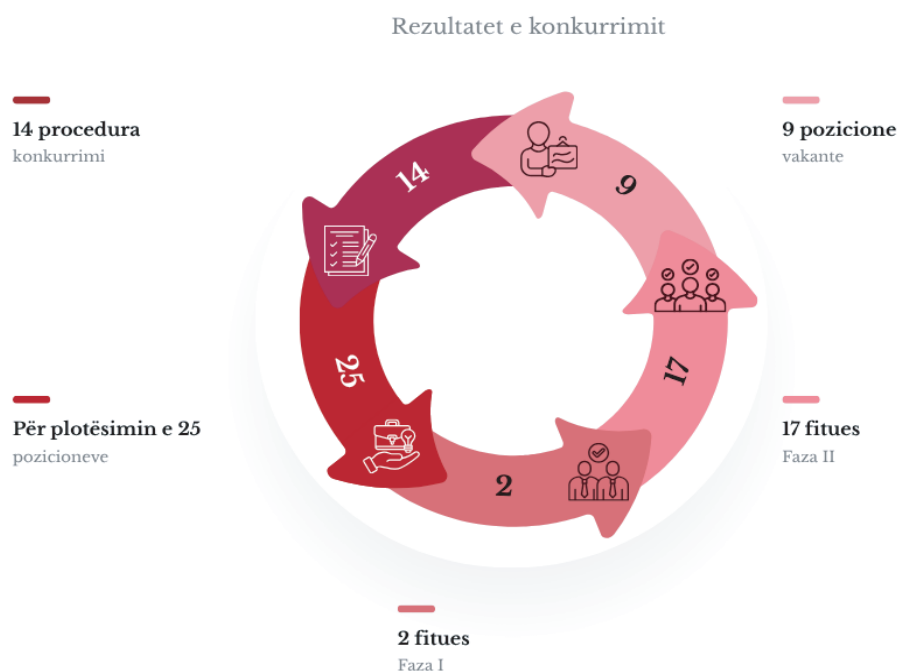 Rezultatet e konkurrimit
14 procedura
konkurrimi
9 pozicione
vakante
14
9
25
17
2
Për plotësimin e 25
pozicioneve
17 fitues
Faza II
2 fitues
Faza I